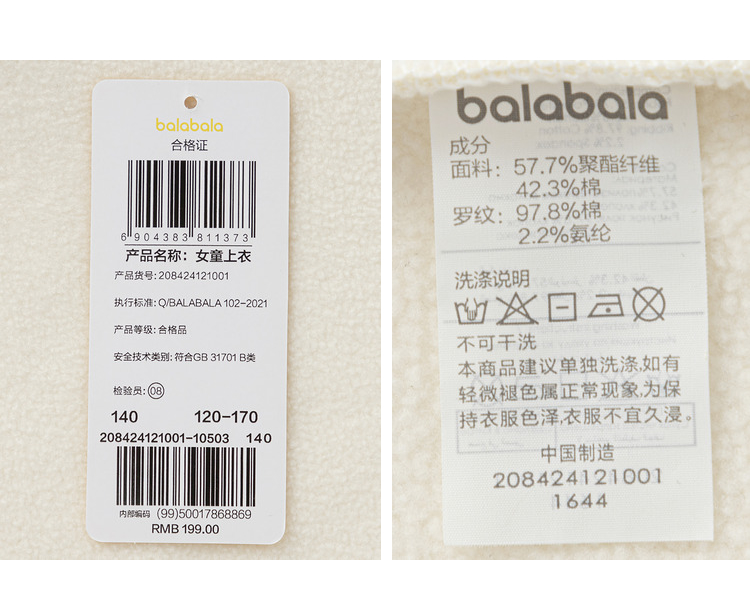 balabala
合格证
6 904383 811373
产品名称：女童上衣
产品货号：208424121001
执行标准：Q/BALABALA 102-2021
产品等级：合格品
安全技术类别：符合GB 31701 B类
检验员：08
140 120-170
208424121001-10503 140
内部编码 (99)50017868869
RMB 199.00
balabala
成分
面料：57.7%聚酯纤维
42.3%棉
罗纹：97.8%棉
2.2%氨纶
洗涤说明
不可干洗
本商品建议单独洗涤,如有
轻微褪色属正常现象,为保
持衣服色泽,衣服不宜久浸。
中国制造
208424121001
1644